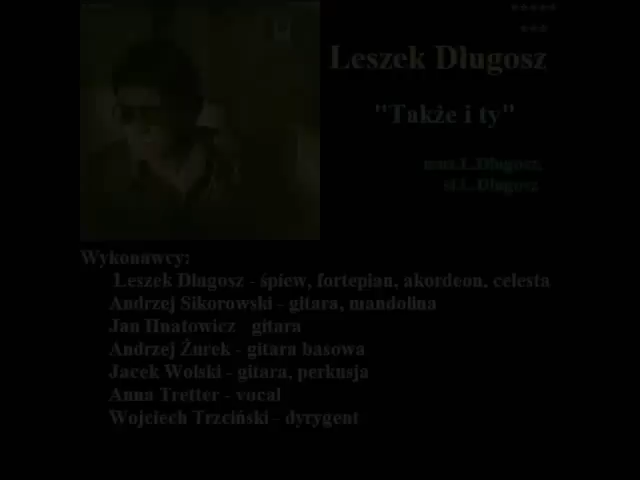 *****
***
Leszek Długosz
"Także i ty"
muz.L.Długosz,
sł.L.Długosz
Wykonawcy:
Leszek Długosz - śpiew, fortepian, akordeon, celesta
Andrzej Sikorowski - gitara, mandolina
Jan Hnatowicz - gitara
Andrzej Żurek - gitara basowa
Jacek Wolski - gitara, perkusja
Anna Tretter - vocal
Wojciech Trzciński - dyrygent